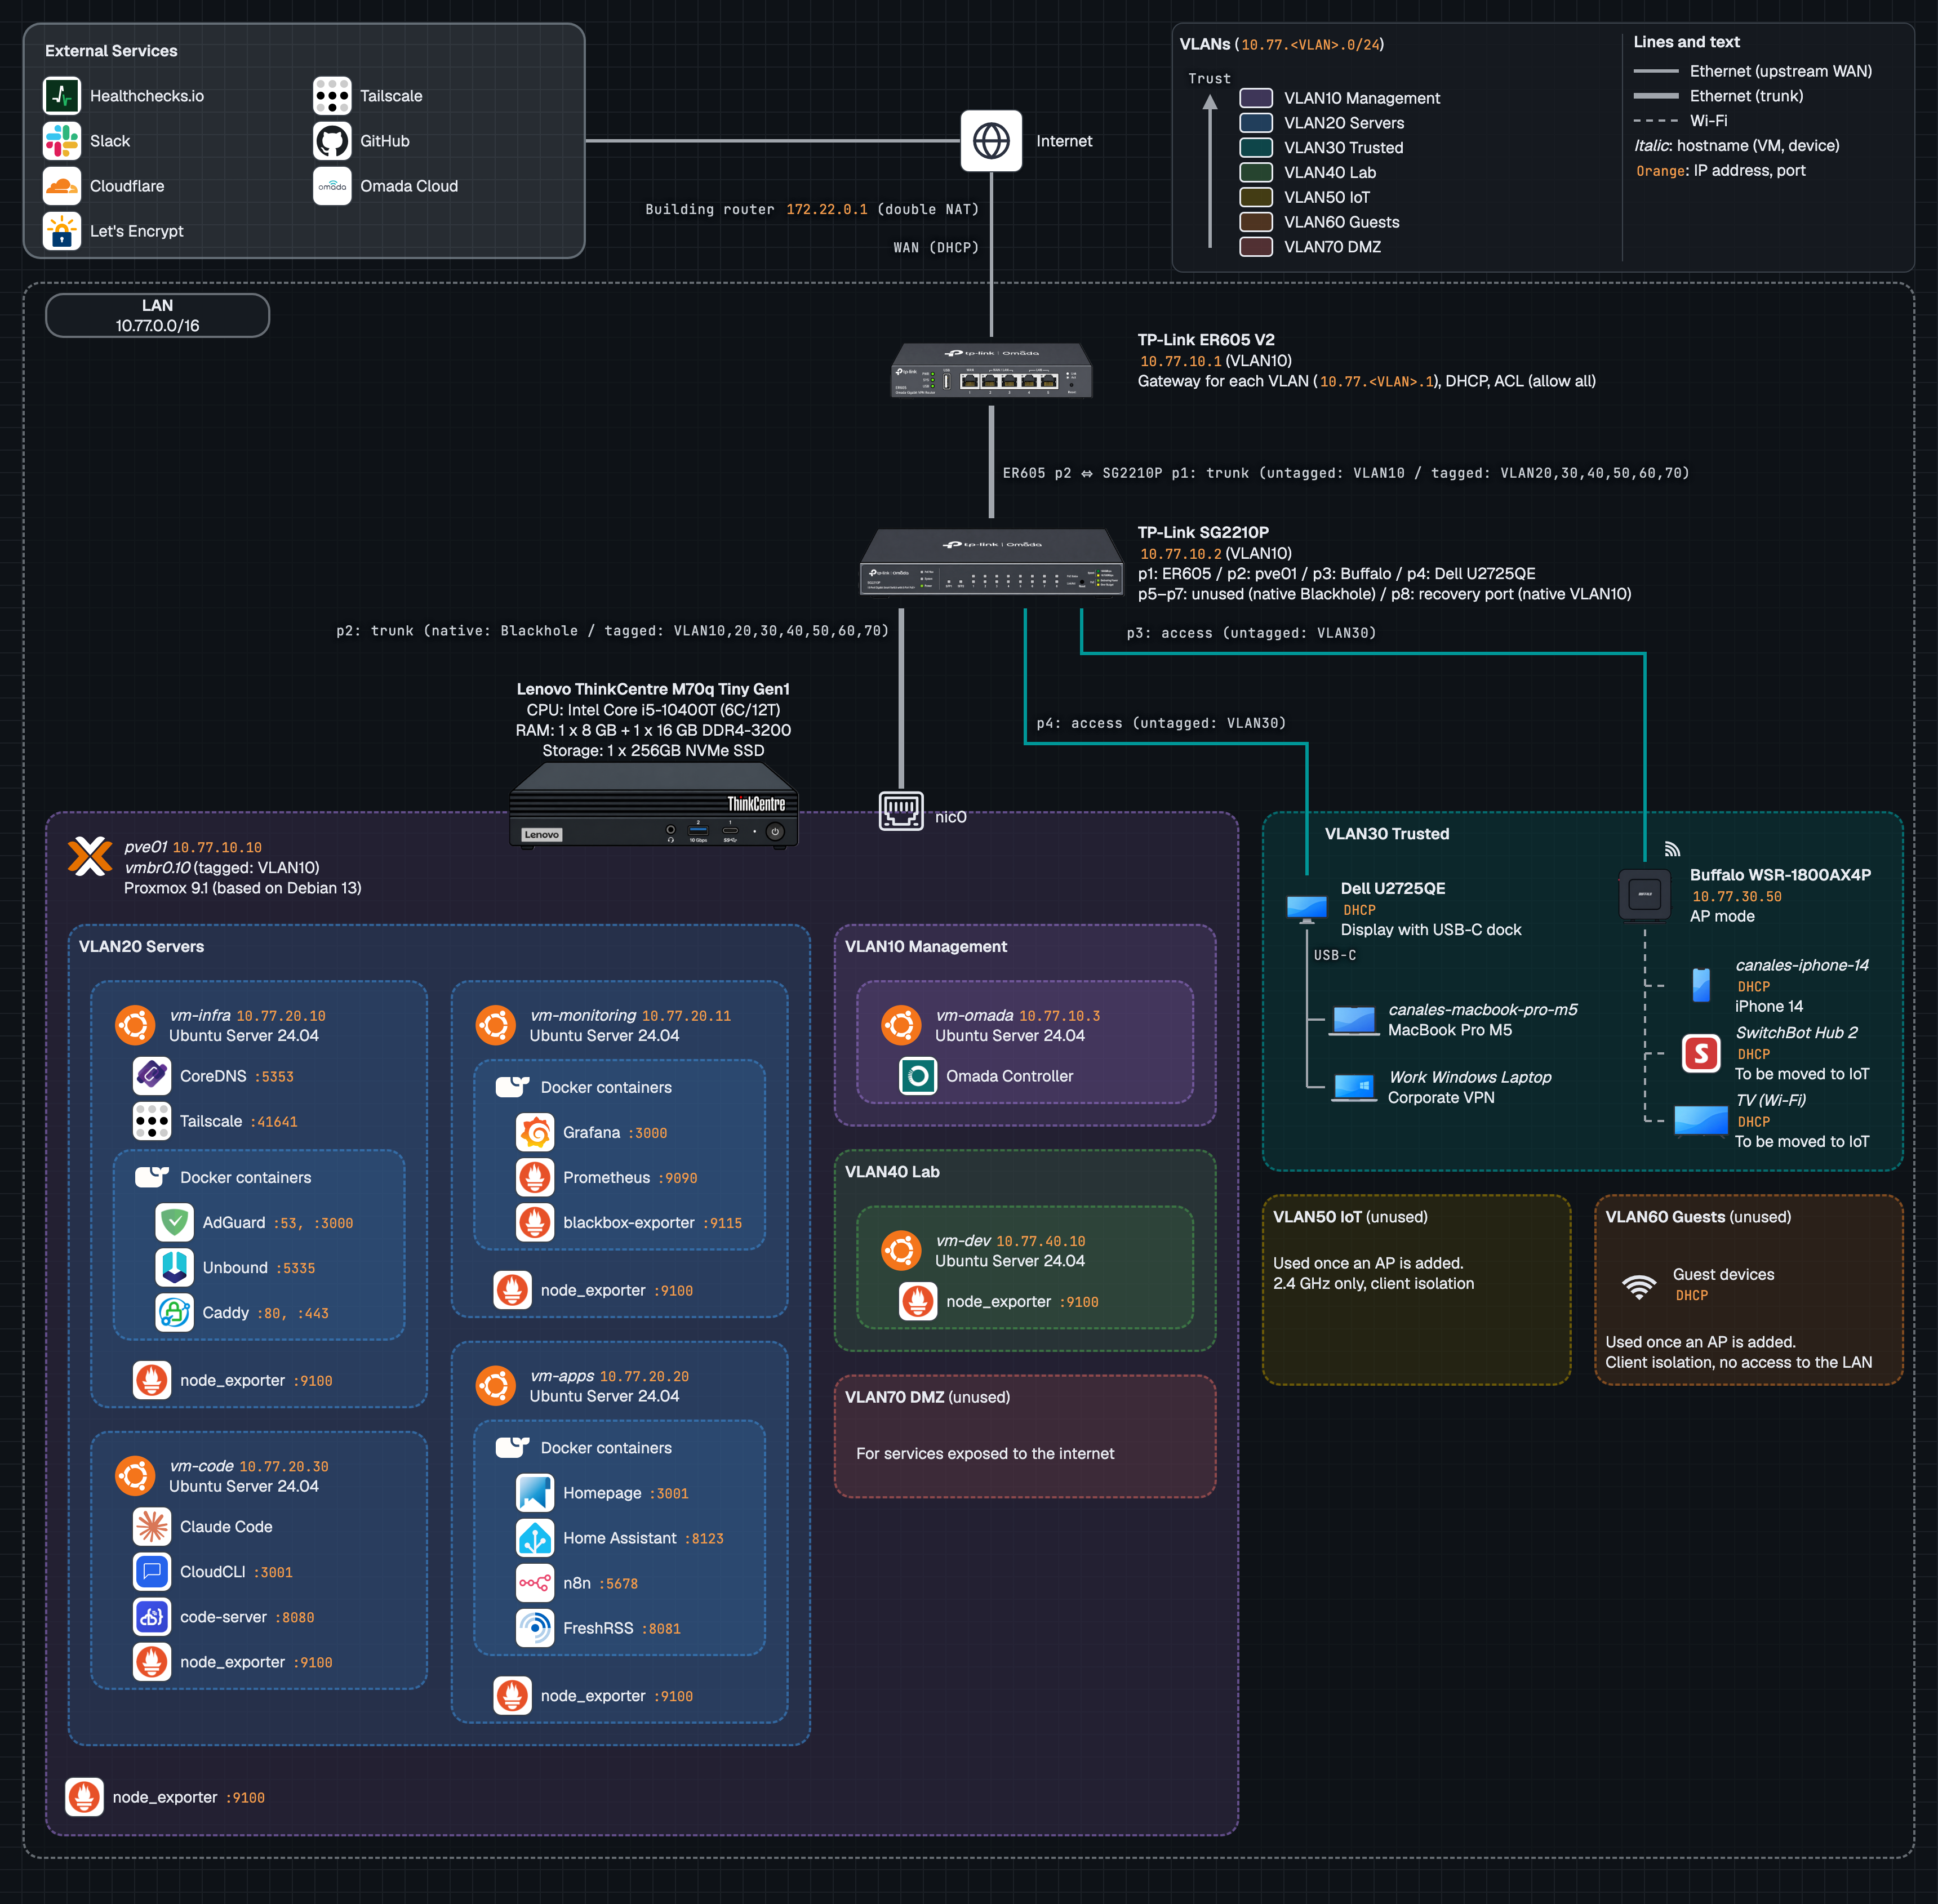 External Services
Healthchecks.io
Tailscale
Slack
GitHub
Cloudflare
omada
Omada Cloud
Let's Encrypt
Internet
Building router 172.22.0.1 (double NAT)
WAN (DHCP)
VLANs (10.77.<VLAN>.0/24)
Trust
VLAN10 Management
VLAN20 Servers
VLAN30 Trusted
VLAN40 Lab
VLAN50 IoT
VLAN60 Guests
VLAN70 DMZ
Lines and text
Ethernet (upstream WAN)
Ethernet (trunk)
Wi-Fi
Italic: hostname (VM, device)
Orange: IP address, port
LAN
10.77.0.0/16
tp-link | Omada
tp-link
TP-Link ER605 V2
10.77.10.1 (VLAN10)
Gateway for each VLAN (10.77.<VLAN>.1), DHCP, ACL (allow all)
ER605 p2 ⇔ SG2210P p1: trunk (untagged: VLAN10 / tagged: VLAN20,30,40,50,60,70)
tp-link | Omada
tp-link | Omada
TP-Link SG2210P
10.77.10.2 (VLAN10)
p1: ER605 / p2: pve01 / p3: Buffalo / p4: Dell U2725QE
p5–p7: unused (native Blackhole) / p8: recovery port (native VLAN10)
p2: trunk (native: Blackhole / tagged: VLAN10,20,30,40,50,60,70)
p3: access (untagged: VLAN30)
p4: access (untagged: VLAN30)
Lenovo ThinkCentre M70q Tiny Gen1
CPU: Intel Core i5-10400T (6C/12T)
RAM: 1 x 8 GB + 1 x 16 GB DDR4-3200
Storage: 1 x 256GB NVMe SSD
ThinkCentre
Lenovo
nic0
pve01 10.77.10.10
vmbr0.10 (tagged: VLAN10)
Proxmox 9.1 (based on Debian 13)
VLAN20 Servers
vm-infra 10.77.20.10
Ubuntu Server 24.04
CoreDNS :5353
Tailscale :41641
Docker containers
AdGuard :53, :3000
Unbound :5335
Caddy :80, :443
node_exporter :9100
vm-code 10.77.20.30
Ubuntu Server 24.04
Claude Code
CloudCLI :3001
code-server :8080
node_exporter :9100
vm-monitoring 10.77.20.11
Ubuntu Server 24.04
Docker containers
Grafana :3000
Prometheus :9090
blackbox-exporter :9115
node_exporter :9100
vm-apps 10.77.20.20
Ubuntu Server 24.04
Docker containers
Homepage :3001
Home Assistant :8123
n8n :5678
FreshRSS :8081
node_exporter :9100
node_exporter :9100
VLAN10 Management
vm-omada 10.77.10.3
Ubuntu Server 24.04
Omada Controller
VLAN40 Lab
vm-dev 10.77.40.10
Ubuntu Server 24.04
node_exporter :9100
VLAN70 DMZ (unused)
For services exposed to the internet
VLAN30 Trusted
Dell U2725QE
DHCP
Display with USB-C dock
USB-C
canales-macbook-pro-m5
MacBook Pro M5
Work Windows Laptop
Corporate VPN
Buffalo WSR-1800AX4P
10.77.30.50
AP mode
canales-iphone-14
DHCP
iPhone 14
SwitchBot Hub 2
DHCP
To be moved to IoT
TV (Wi-Fi)
DHCP
To be moved to IoT
VLAN50 IoT (unused)
Used once an AP is added.
2.4 GHz only, client isolation
VLAN60 Guests (unused)
Guest devices
DHCP
Used once an AP is added.
Client isolation, no access to the LAN